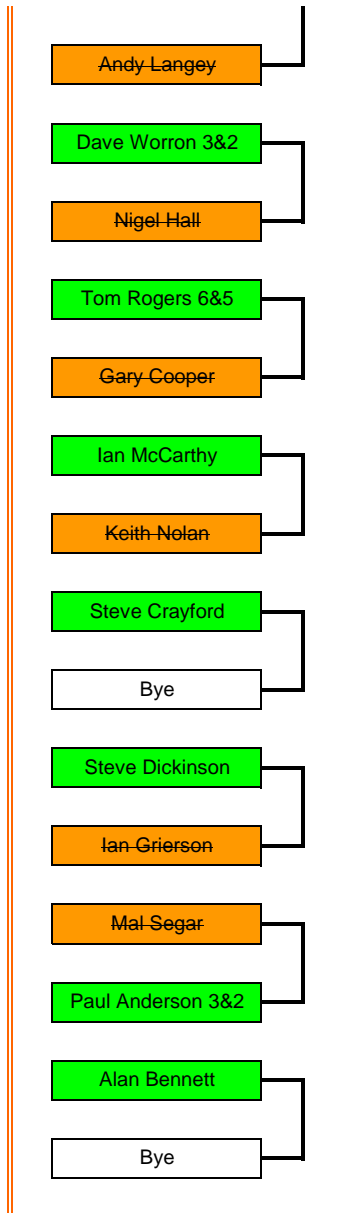 Andy Langey
Dave Worron 3&2
Nigel Hall
Tom Rogers 6&5
Gary Cooper
Ian McCarthy
Keith Nolan
Steve Crayford
Bye
Steve Dickinson
Ian Grierson
Mal Segar
Paul Anderson 3&2
Alan Bennett
Bye